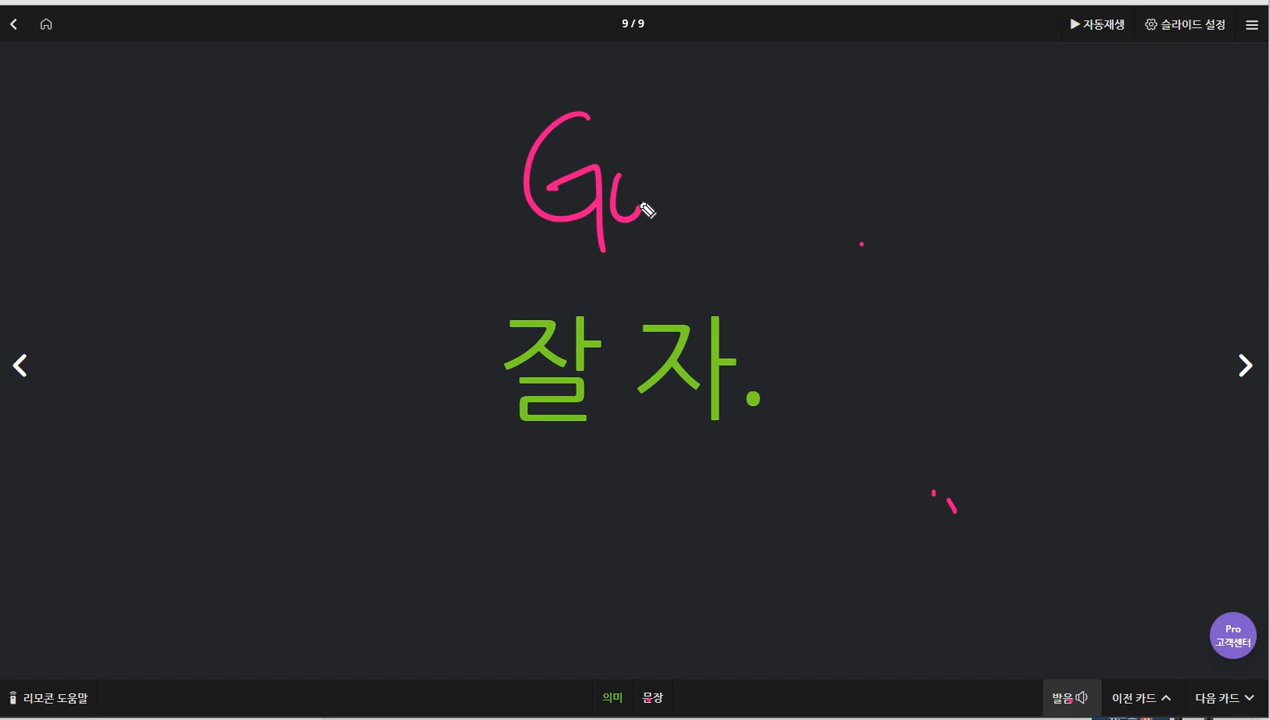 9 / 9
▶ 자동재생
슬라이드 설정
잘 자.
Pro
고객센터
리모콘 도움말
의미
문장
발음
이전 카드
다음 카드